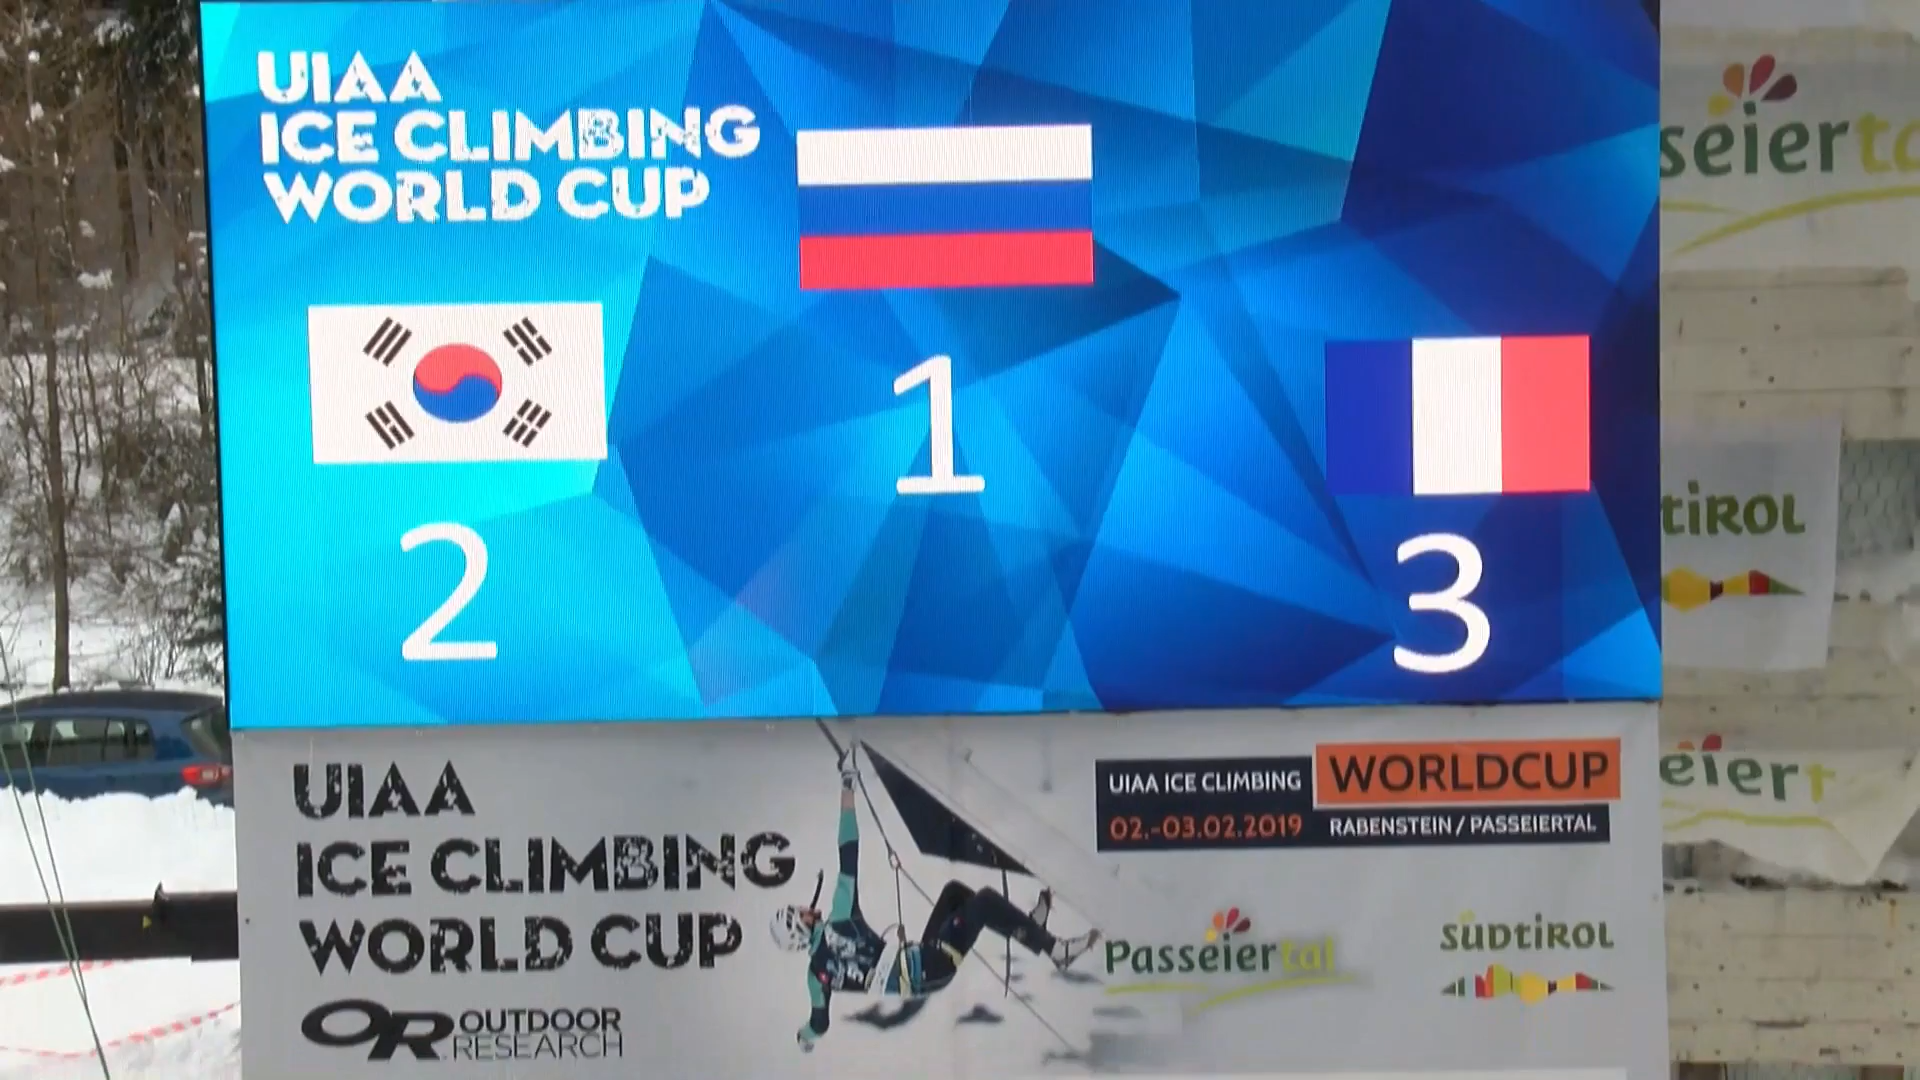 UIAA
ICE CLIMBING
WORLD CUP
1
2
3
UIAA
ICE CLIMBING
WORLD CUP
OR OUTDOOR
RESEARCH
UIAA ICE CLIMBING WORLDCUP
02.-03.02.2019 RABENSTEIN / PASSEIERTAL
Passeiertal
SÜDTIROL
seierta
tiROL
eiert